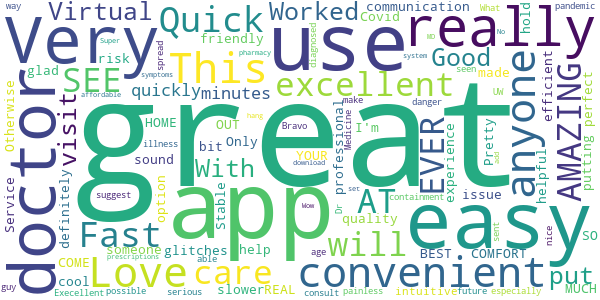 way
very
Virtual
Quick
Worked
communication
What
pandemic
Covid
use
really
No
hold
Super
spread
friendly
diagnosed
MD
glad
risk
This
Good
seen
made
system
doctor
SEE
excellent
anyone
efficient
pharmacy
symptoms
affordable
quickly
minutes
visit
great
danger
UW
AMAZING
putting
perfect
Otherwise
HOME
OUT
YOUR
make
Medicine
I'm
EVER
experience
helpful
illness
bit
Only
Bravo
professional
Pretty
hang
Service
sound
With
download
issue
add
suggest
option
app
Stable
Dr
set
AT
containment
easy
Wow
quality
sent
nice
SO
Fast
someone
glitches
help
will
BEST
COMFORT
definitely
COME
Love
care
age
convenient
put
guy
cool
able
slower
REAL
intuitive
MUCH
prescriptions
Execellent
possible
serious
consult
painless
future
especially